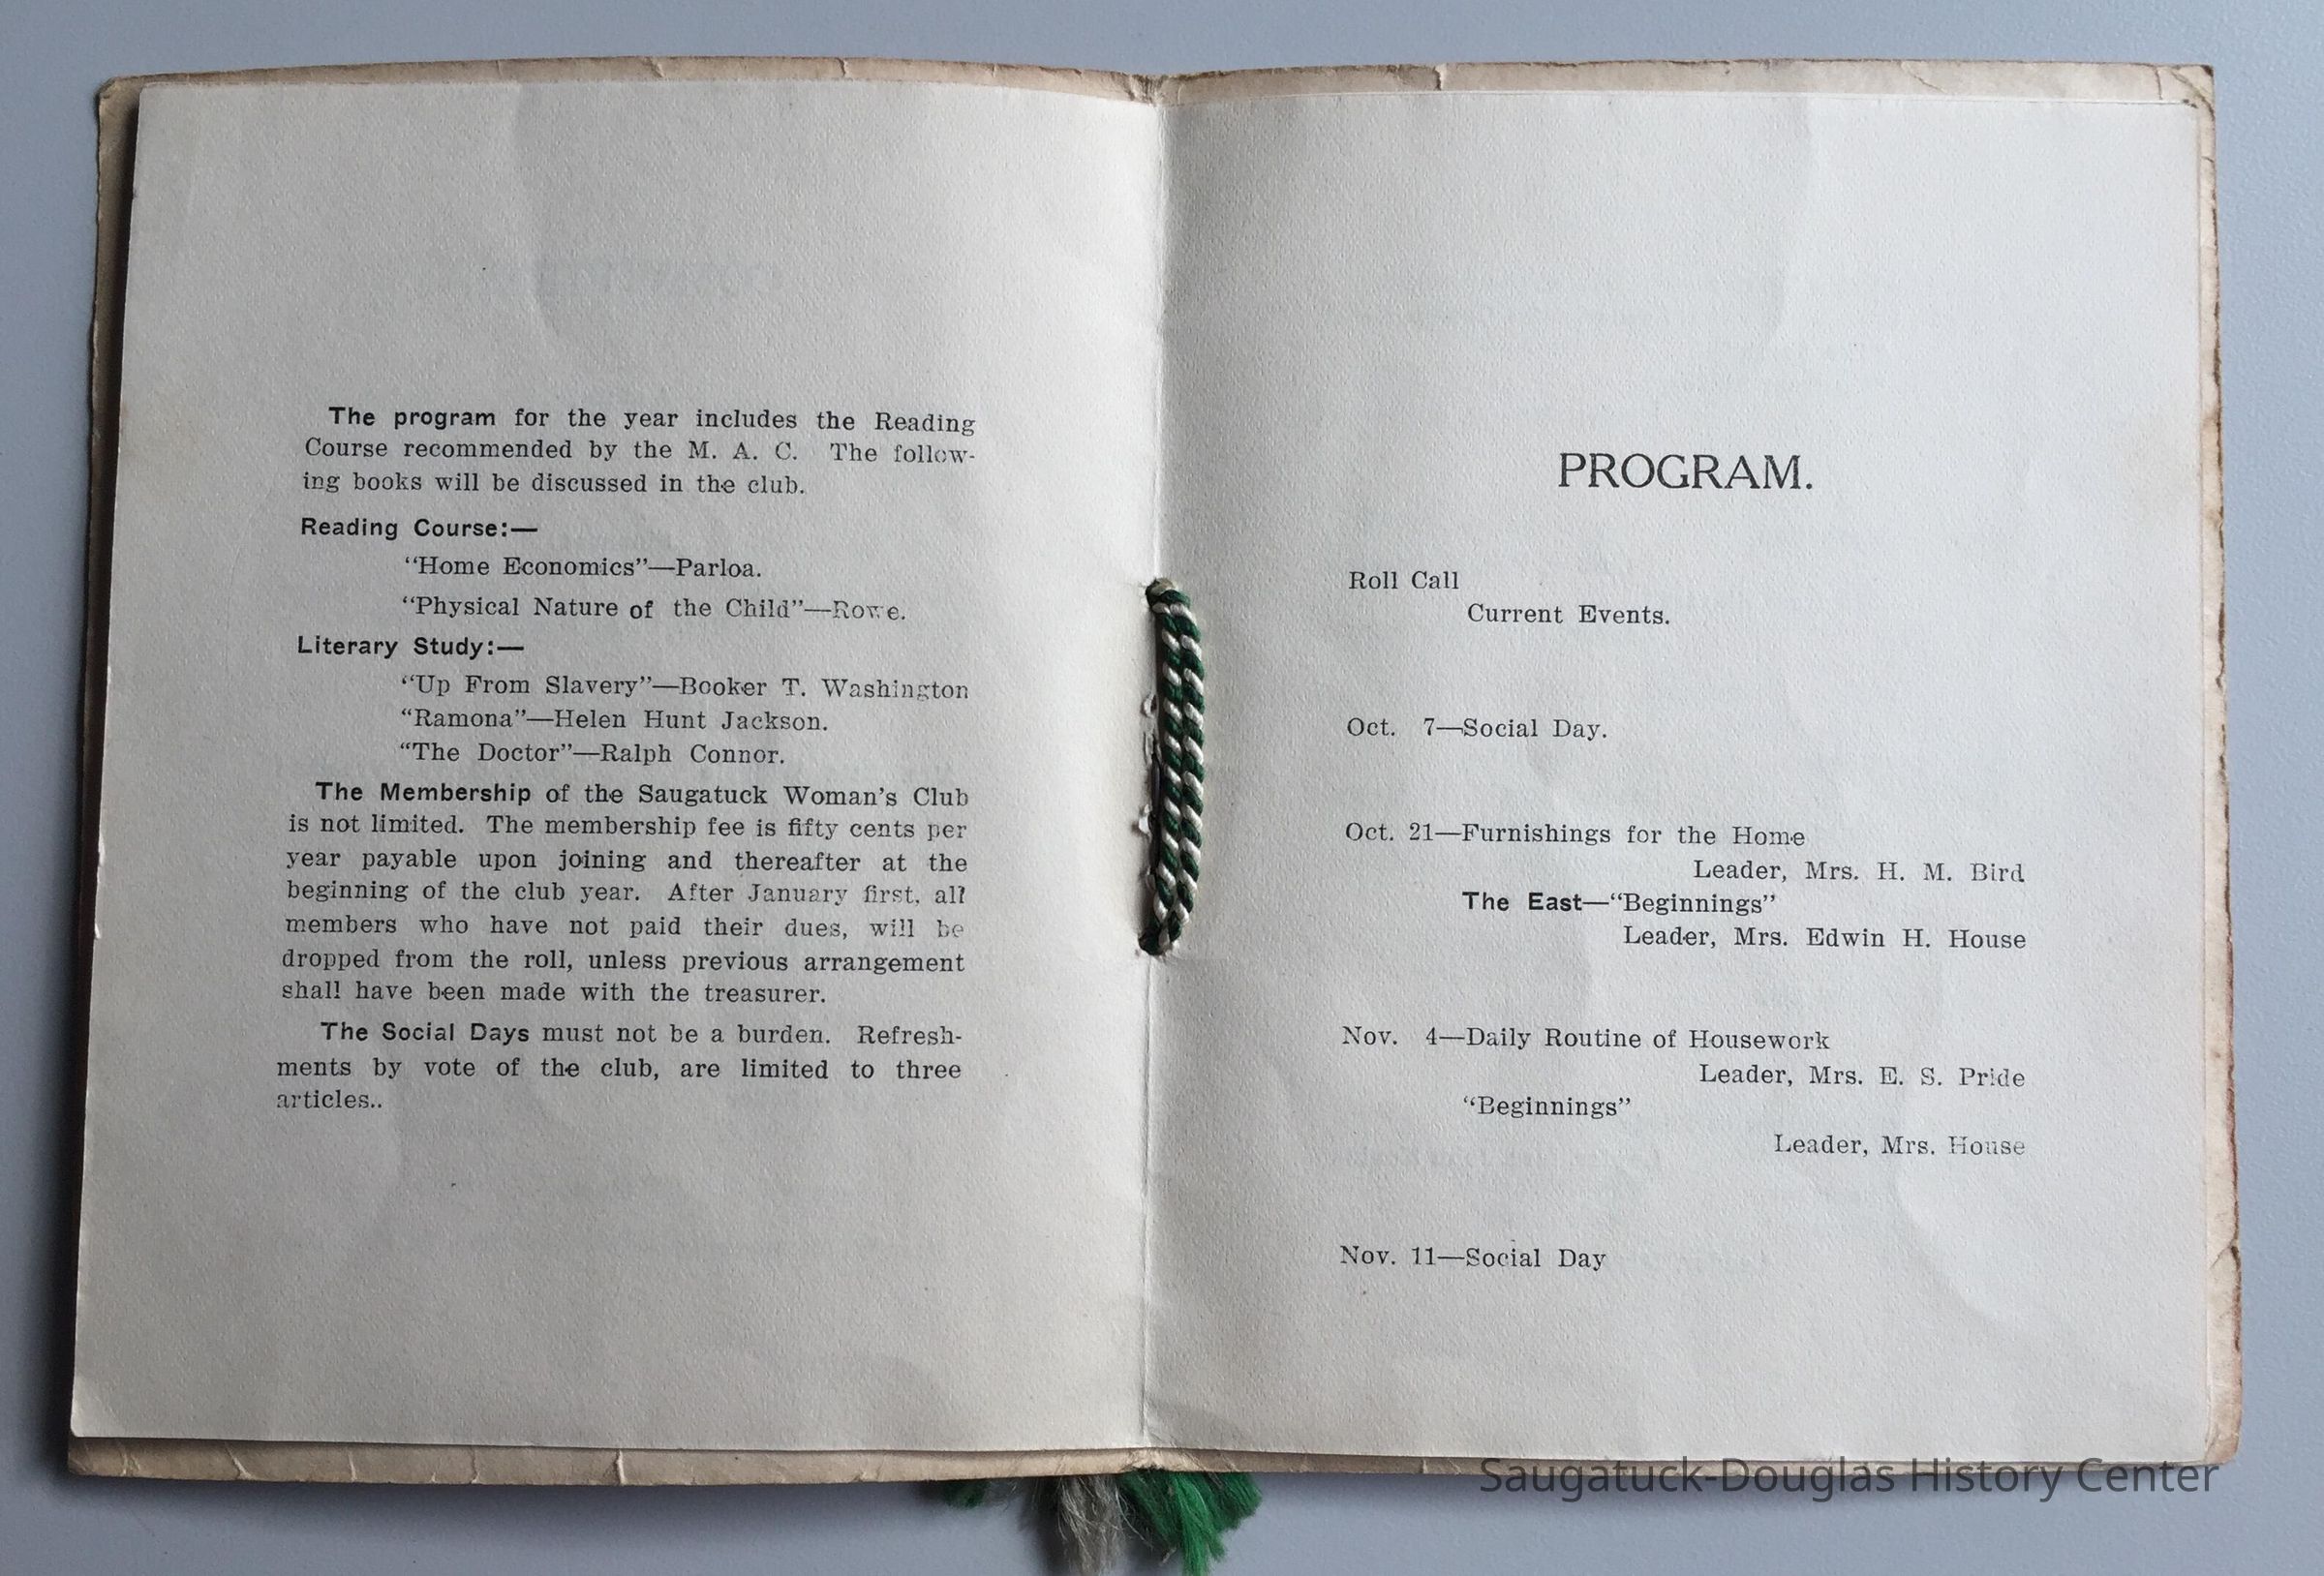 The program for the year includes the Reading
Course recommended by the M. A. C. The follow-
ing books will be discussed in the club.
Reading Course:—
“Home Economics”—Parloa.
“Physical Nature of the Child”—Rowe.
Literary Study:—
“Up From Slavery”—Booker T. Washington
“Ramona”—Helen Hunt Jackson.
“The Doctor”—Ralph Connor.
The Membership of the Saugatuck Woman's Club
is not limited. The membership fee is fifty cents per
year payable upon joining and thereafter at the
beginning of the club year. After January first, all
members who have not paid their dues, will be
dropped from the roll, unless previous arrangement
shall have been made with the treasurer.
The Social Days must not be a burden. Refresh-
ments by vote of the club, are limited to three
articles..
PROGRAM.
Roll Call
Current Events.
Oct. 7—Social Day.
Oct. 21—Furnishings for the Home
Leader, Mrs. H. M. Bird
The East—“Beginnings”
Leader, Mrs. Edwin H. House
Nov. 4—Daily Routine of Housework
Leader, Mrs. E. S. Pride
“Beginnings”
Leader, Mrs. House
Nov. 11—Social Day
Saugatuck-Douglas History Center